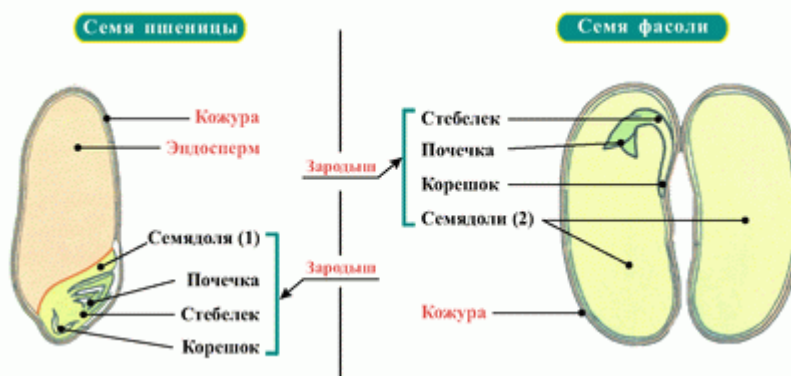 Семя пшеницы
Кожура
Эндосперм
Семядоля (1)
Почечка
Стебелек
Корешок
Зародыш
Зародыш
Семя фасоли
Стебелек
Почечка
Корешок
Семядоли (2)
Кожура